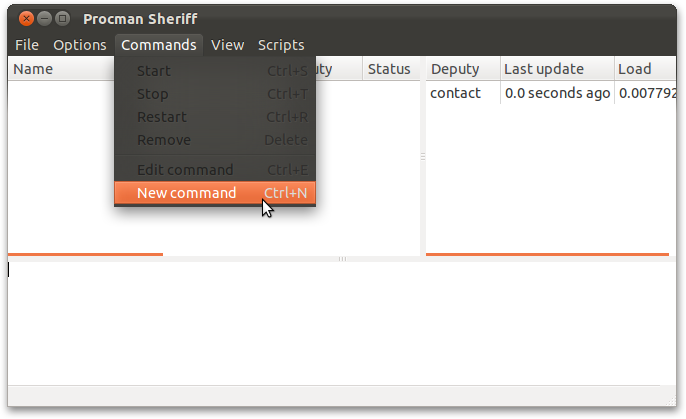 Procman Sheriff
File Options Commands View Scripts
Name uty Status Deputy Last update Load
Start Ctrl+S
contact 0.0 seconds ago 0.007792
Stop Ctrl+T
Restart Ctrl+R
Remove Delete
Edit command Ctrl+E
New command Ctrl+N